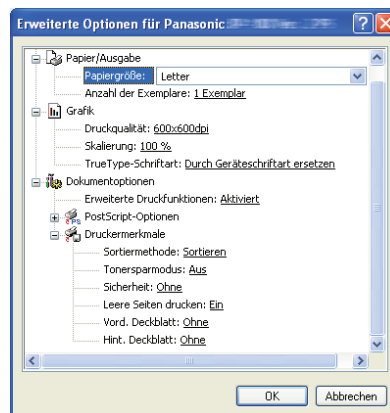 Erweiterte Optionen für Panasonic
Papier/Ausgabe
Papiergröße: Letter
Anzahl der Exemplare: 1 Exemplar
Grafik
Druckqualität: 600x600dpi
Skalierung: 100 %
TrueType-Schriftart: Durch Geräteschriftart ersetzen
Dokumentoptionen
Erweiterte Druckfunktionen: Aktiviert
PostScript-Optionen
Druckermerkmale
Sortiermethode: Sortieren
Tonersparmodus: Aus
Sicherheit: Ohne
Leere Seiten drucken: Ein
Vord. Deckblatt: Ohne
Hint. Deckblatt: Ohne
OK Abbrechen